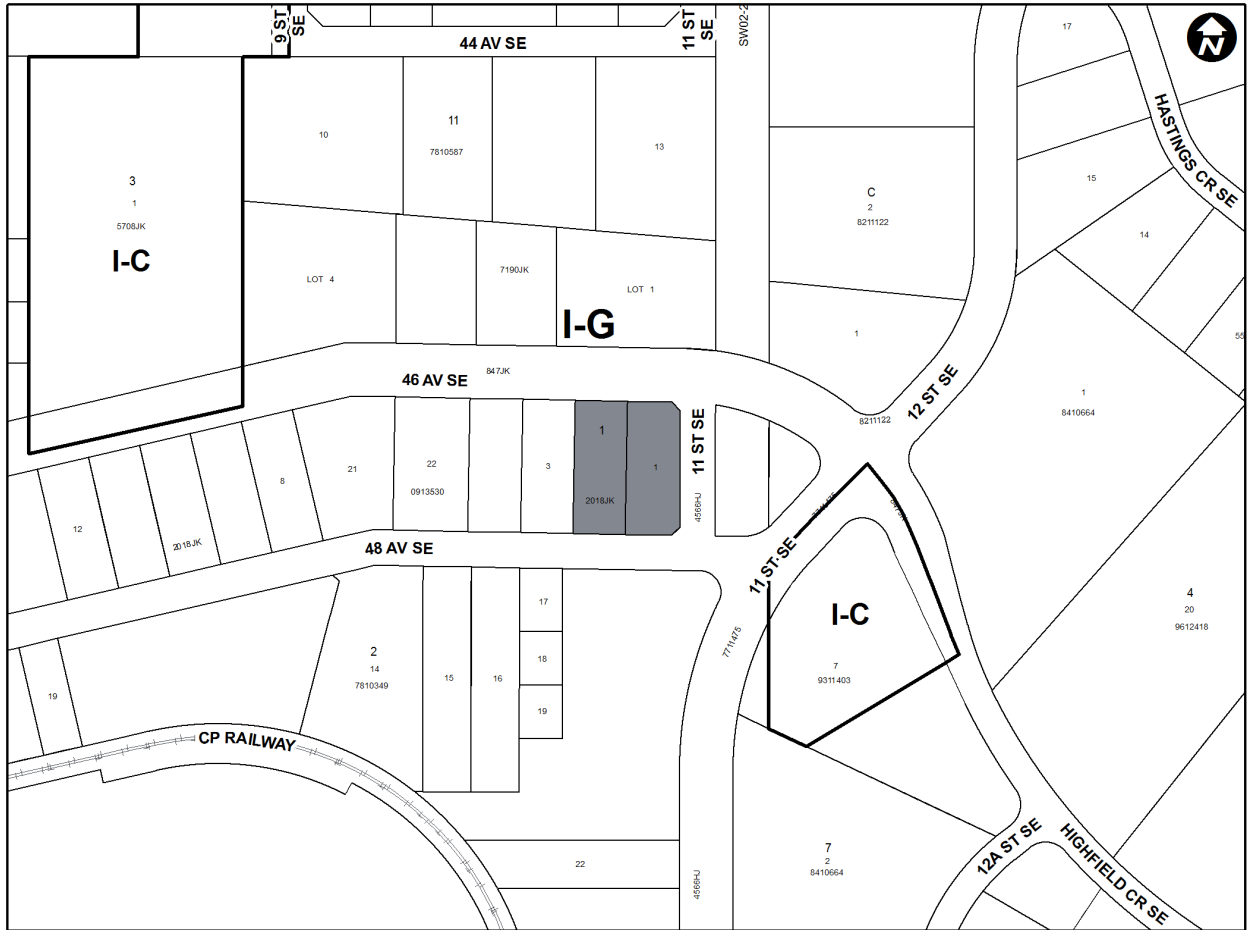 9 ST
SE
44 AV SE
11 ST
SE
SW02-2
17
N
HASTINGS CR SE
10
11
7810587
13
3
1
5708JK
I-C
C
2
8211122
15
14
LOT 4
7190JK
LOT 1
I-G
1
55
847JK
46 AV SE
12 ST SE
8211122
1
8410664
1
11 ST SE
8
21
22
0913530
3
1
2018JK
4566HJ
7711475
12
2018JK
48 AV SE
11 ST SE
I-C
4
20
9612418
17
18
19
2
14
7810349
15
16
7711475
7
9311403
19
CP RAILWAY
22
4566HJ
7
2
8410664
12A ST SE
HIGHFIELD CR SE